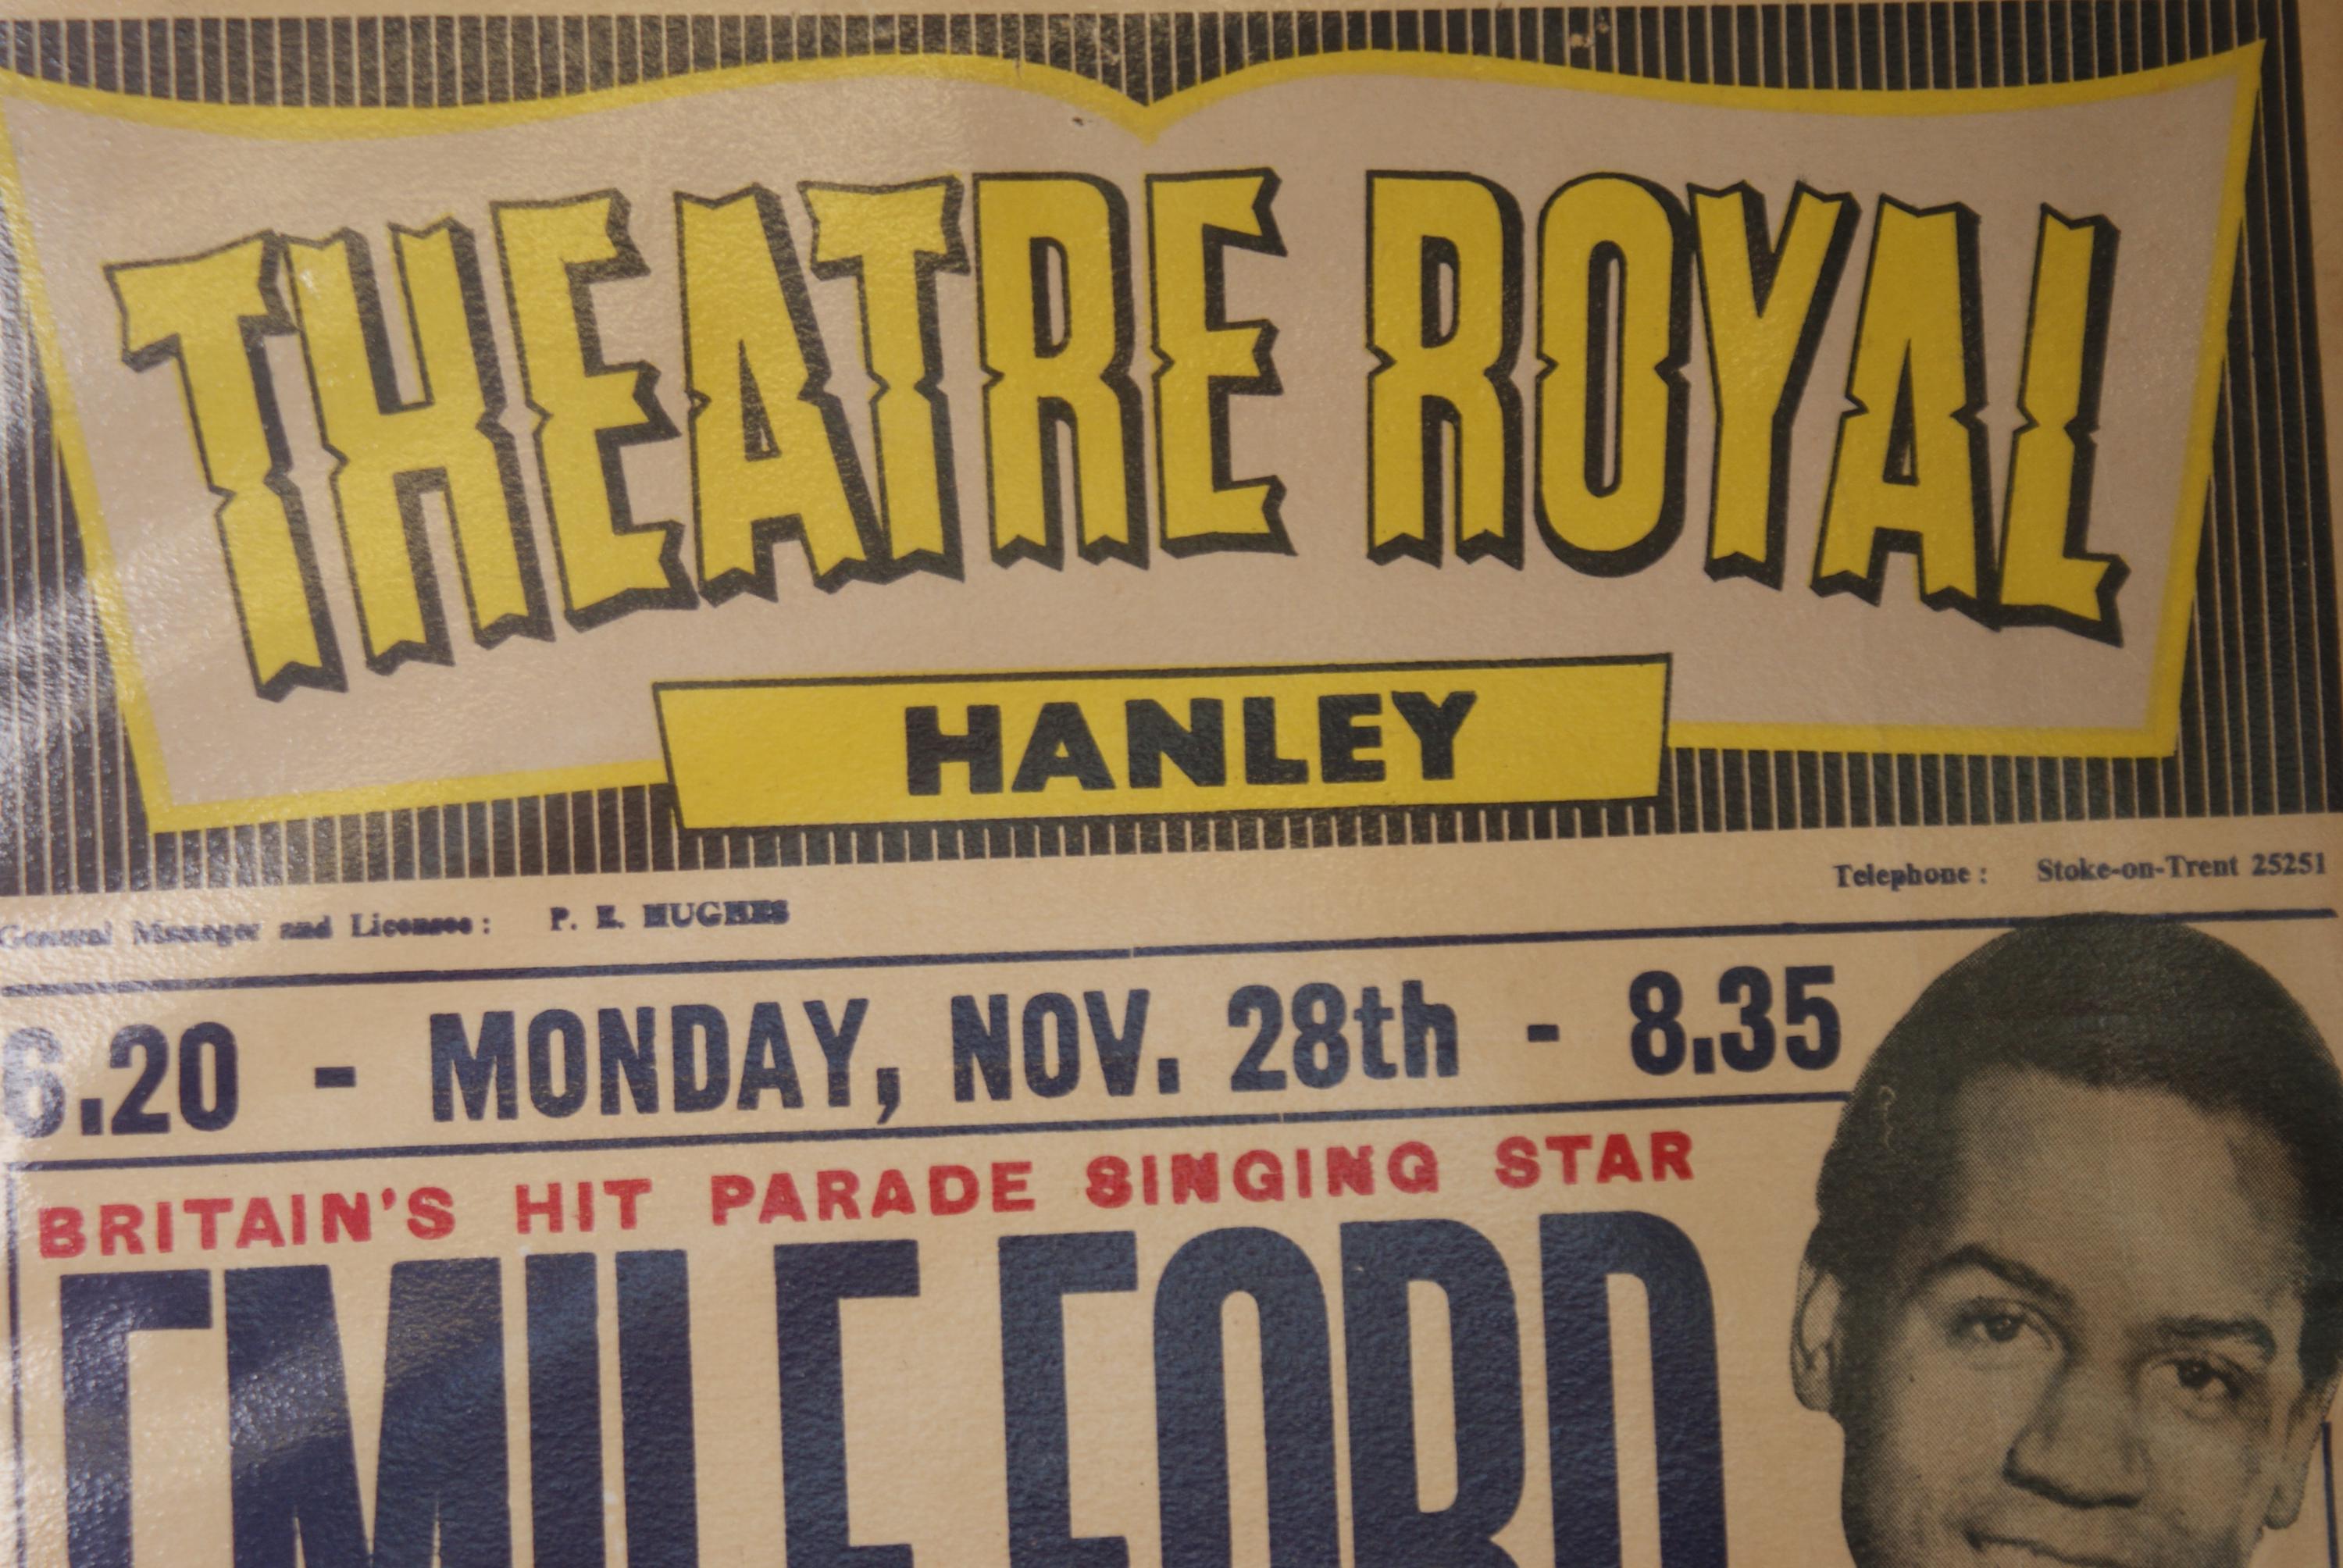 THEATRE ROYAL
HANLEY
General Manager and Licensee : P. E. HUGHES
Telephone : Stoke-on-Trent 25251
6.20 - MONDAY, NOV. 28th - 8.35
BRITAIN'S HIT PARADE SINGING STAR
EMILE FORD